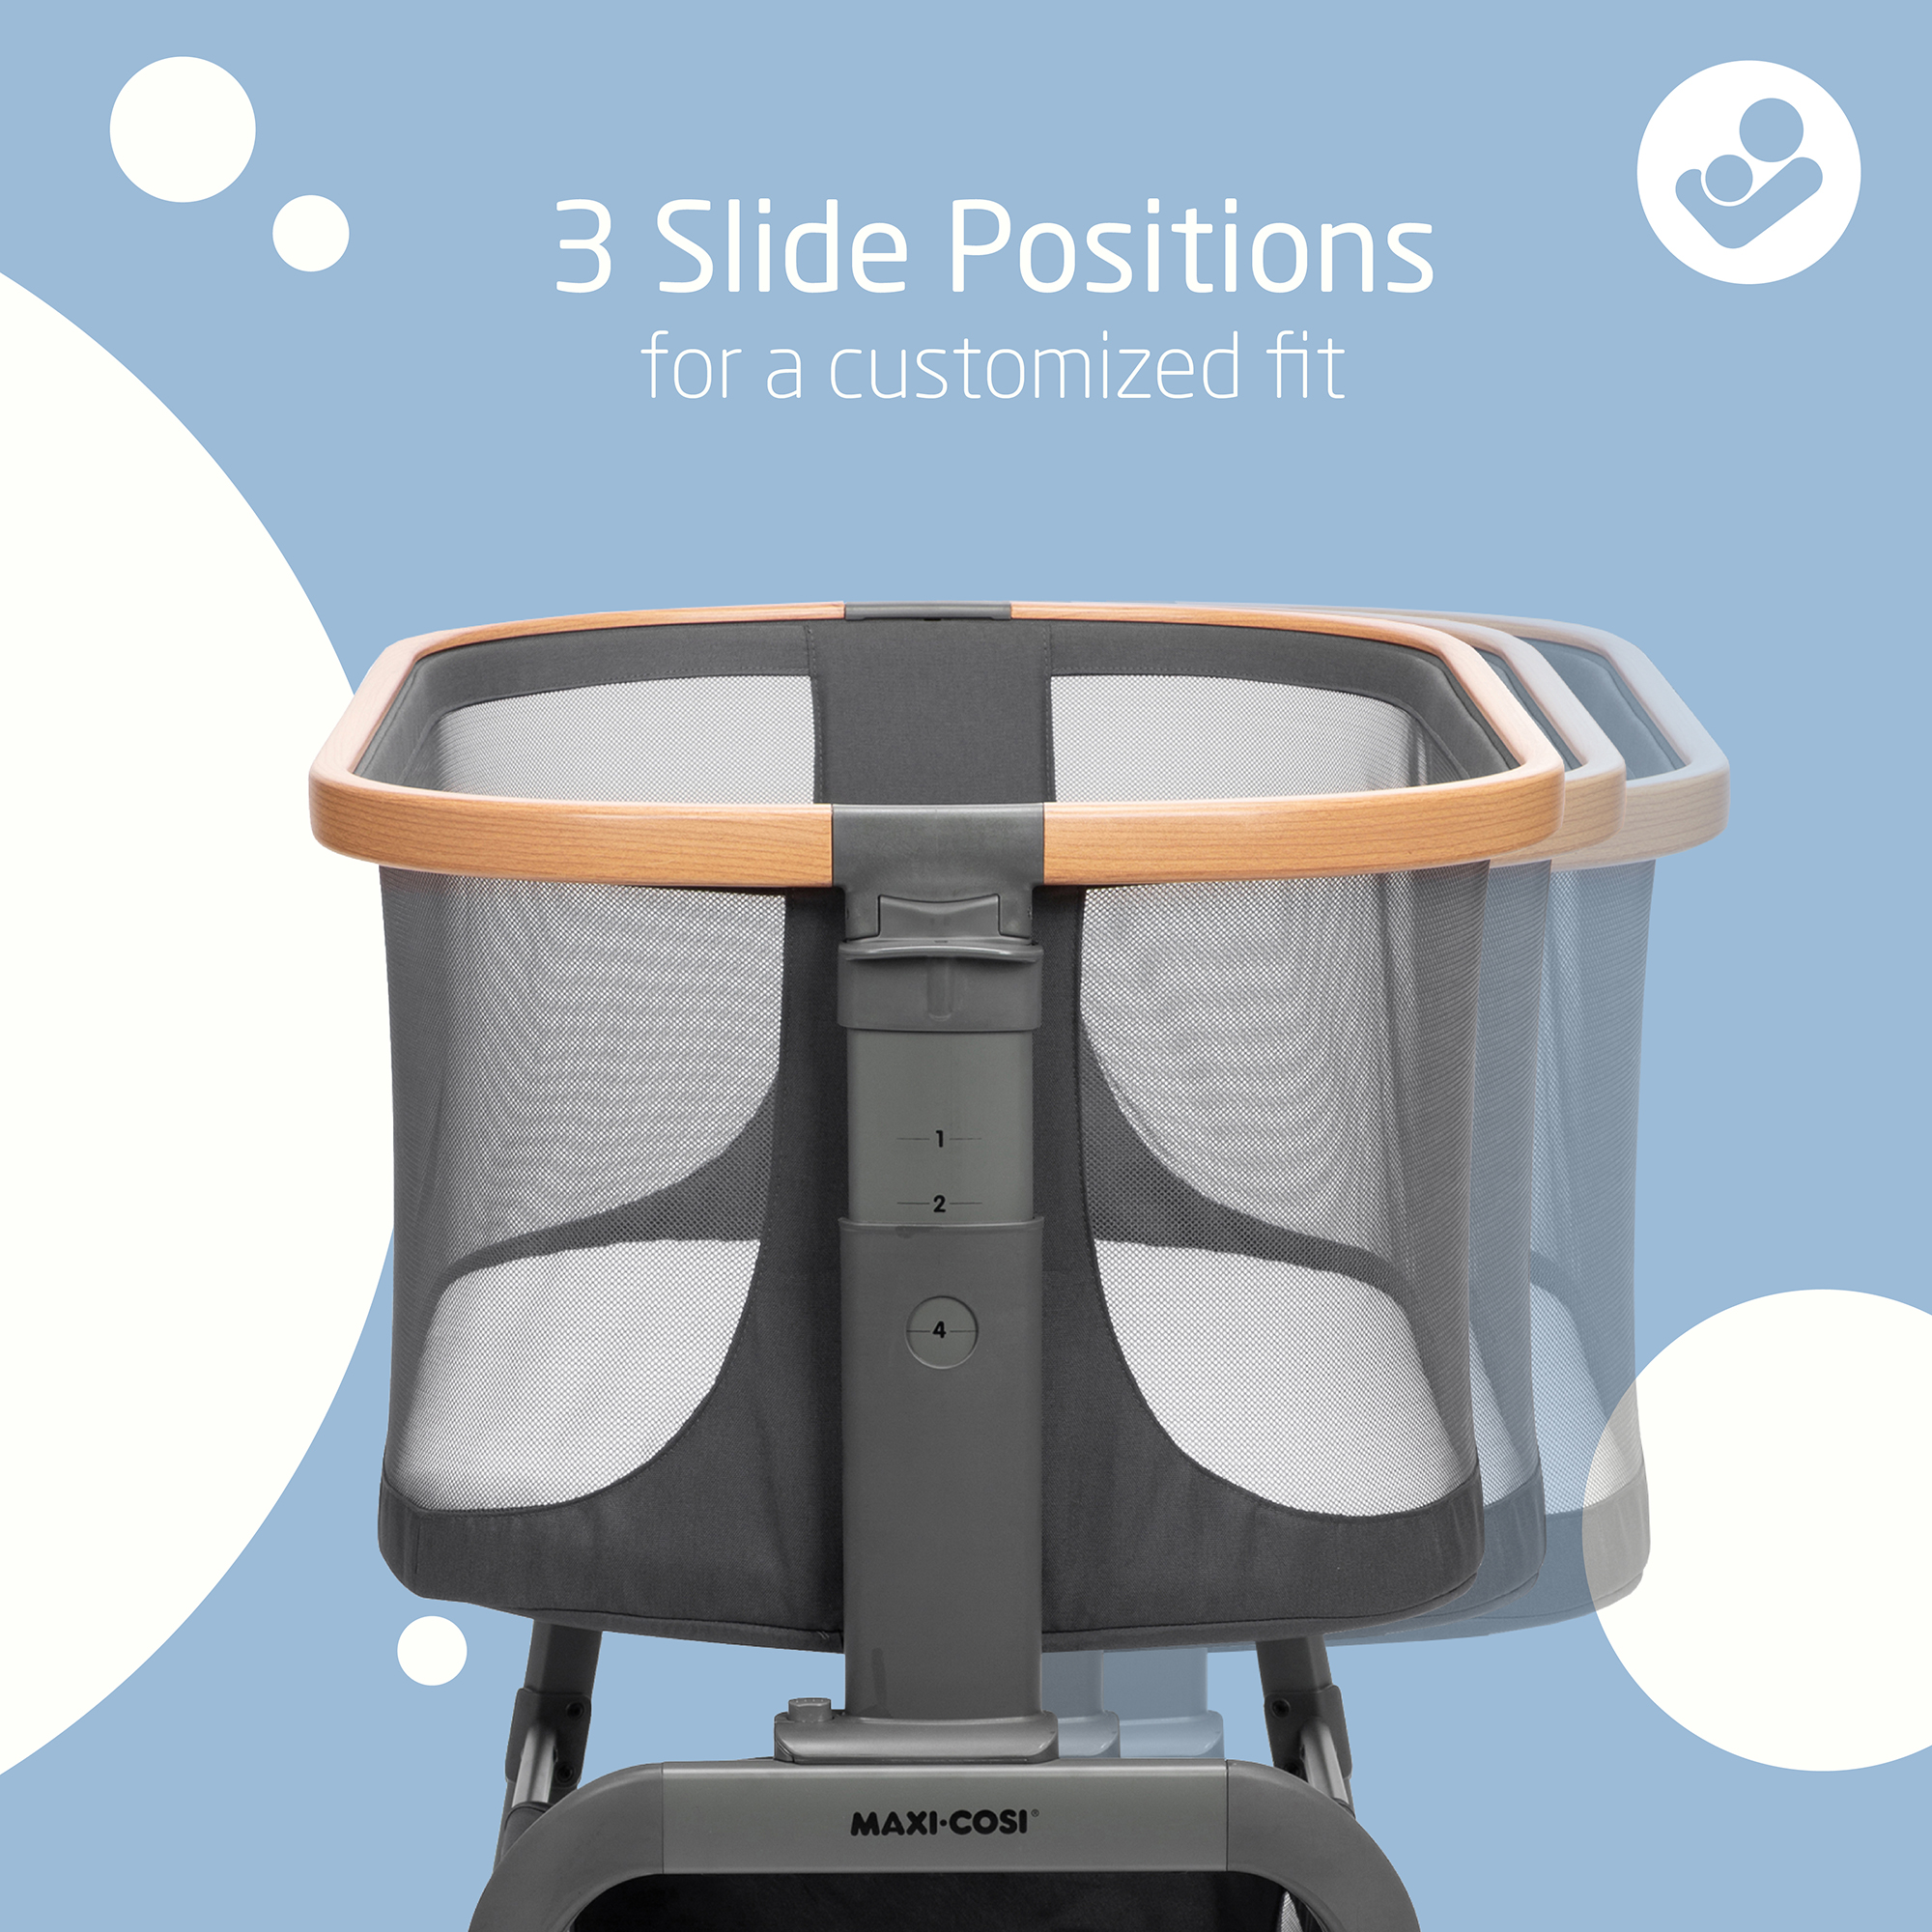 3 Slide Positions
for a customized fit
1
2
4
MAXI·COSI®